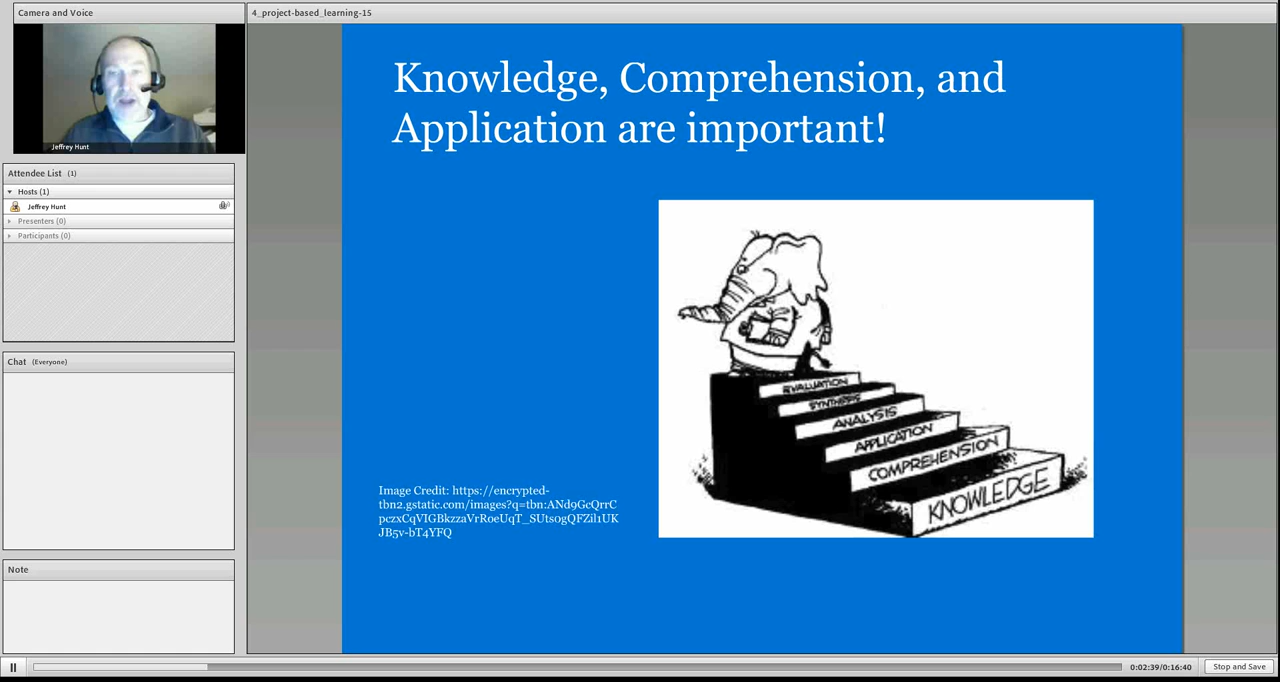 Camera and Voice
Jeffrey Hunt
Attendee List (1)
Hosts (1)
Jeffrey Hunt
Presenters (0)
Participants (0)
Chat (Everyone)
Note
4_project-based_learning-1S
Knowledge, Comprehension, and
Application are important!
EVALUATION
SYNTHESIS
ANALYSIS
APPLICATION
COMPREHENSION
KNOWLEDGE
Image Credit: https://encrypted-
tbn2.gstatic.com/images?q=tbn:ANd9GcQrrC
pczxCqVIGBkzzaVrRoeUqT_SUts0gQFZil1UK
JB5v-bT4YFQ
0:02:39/0:16:40
Stop and Save